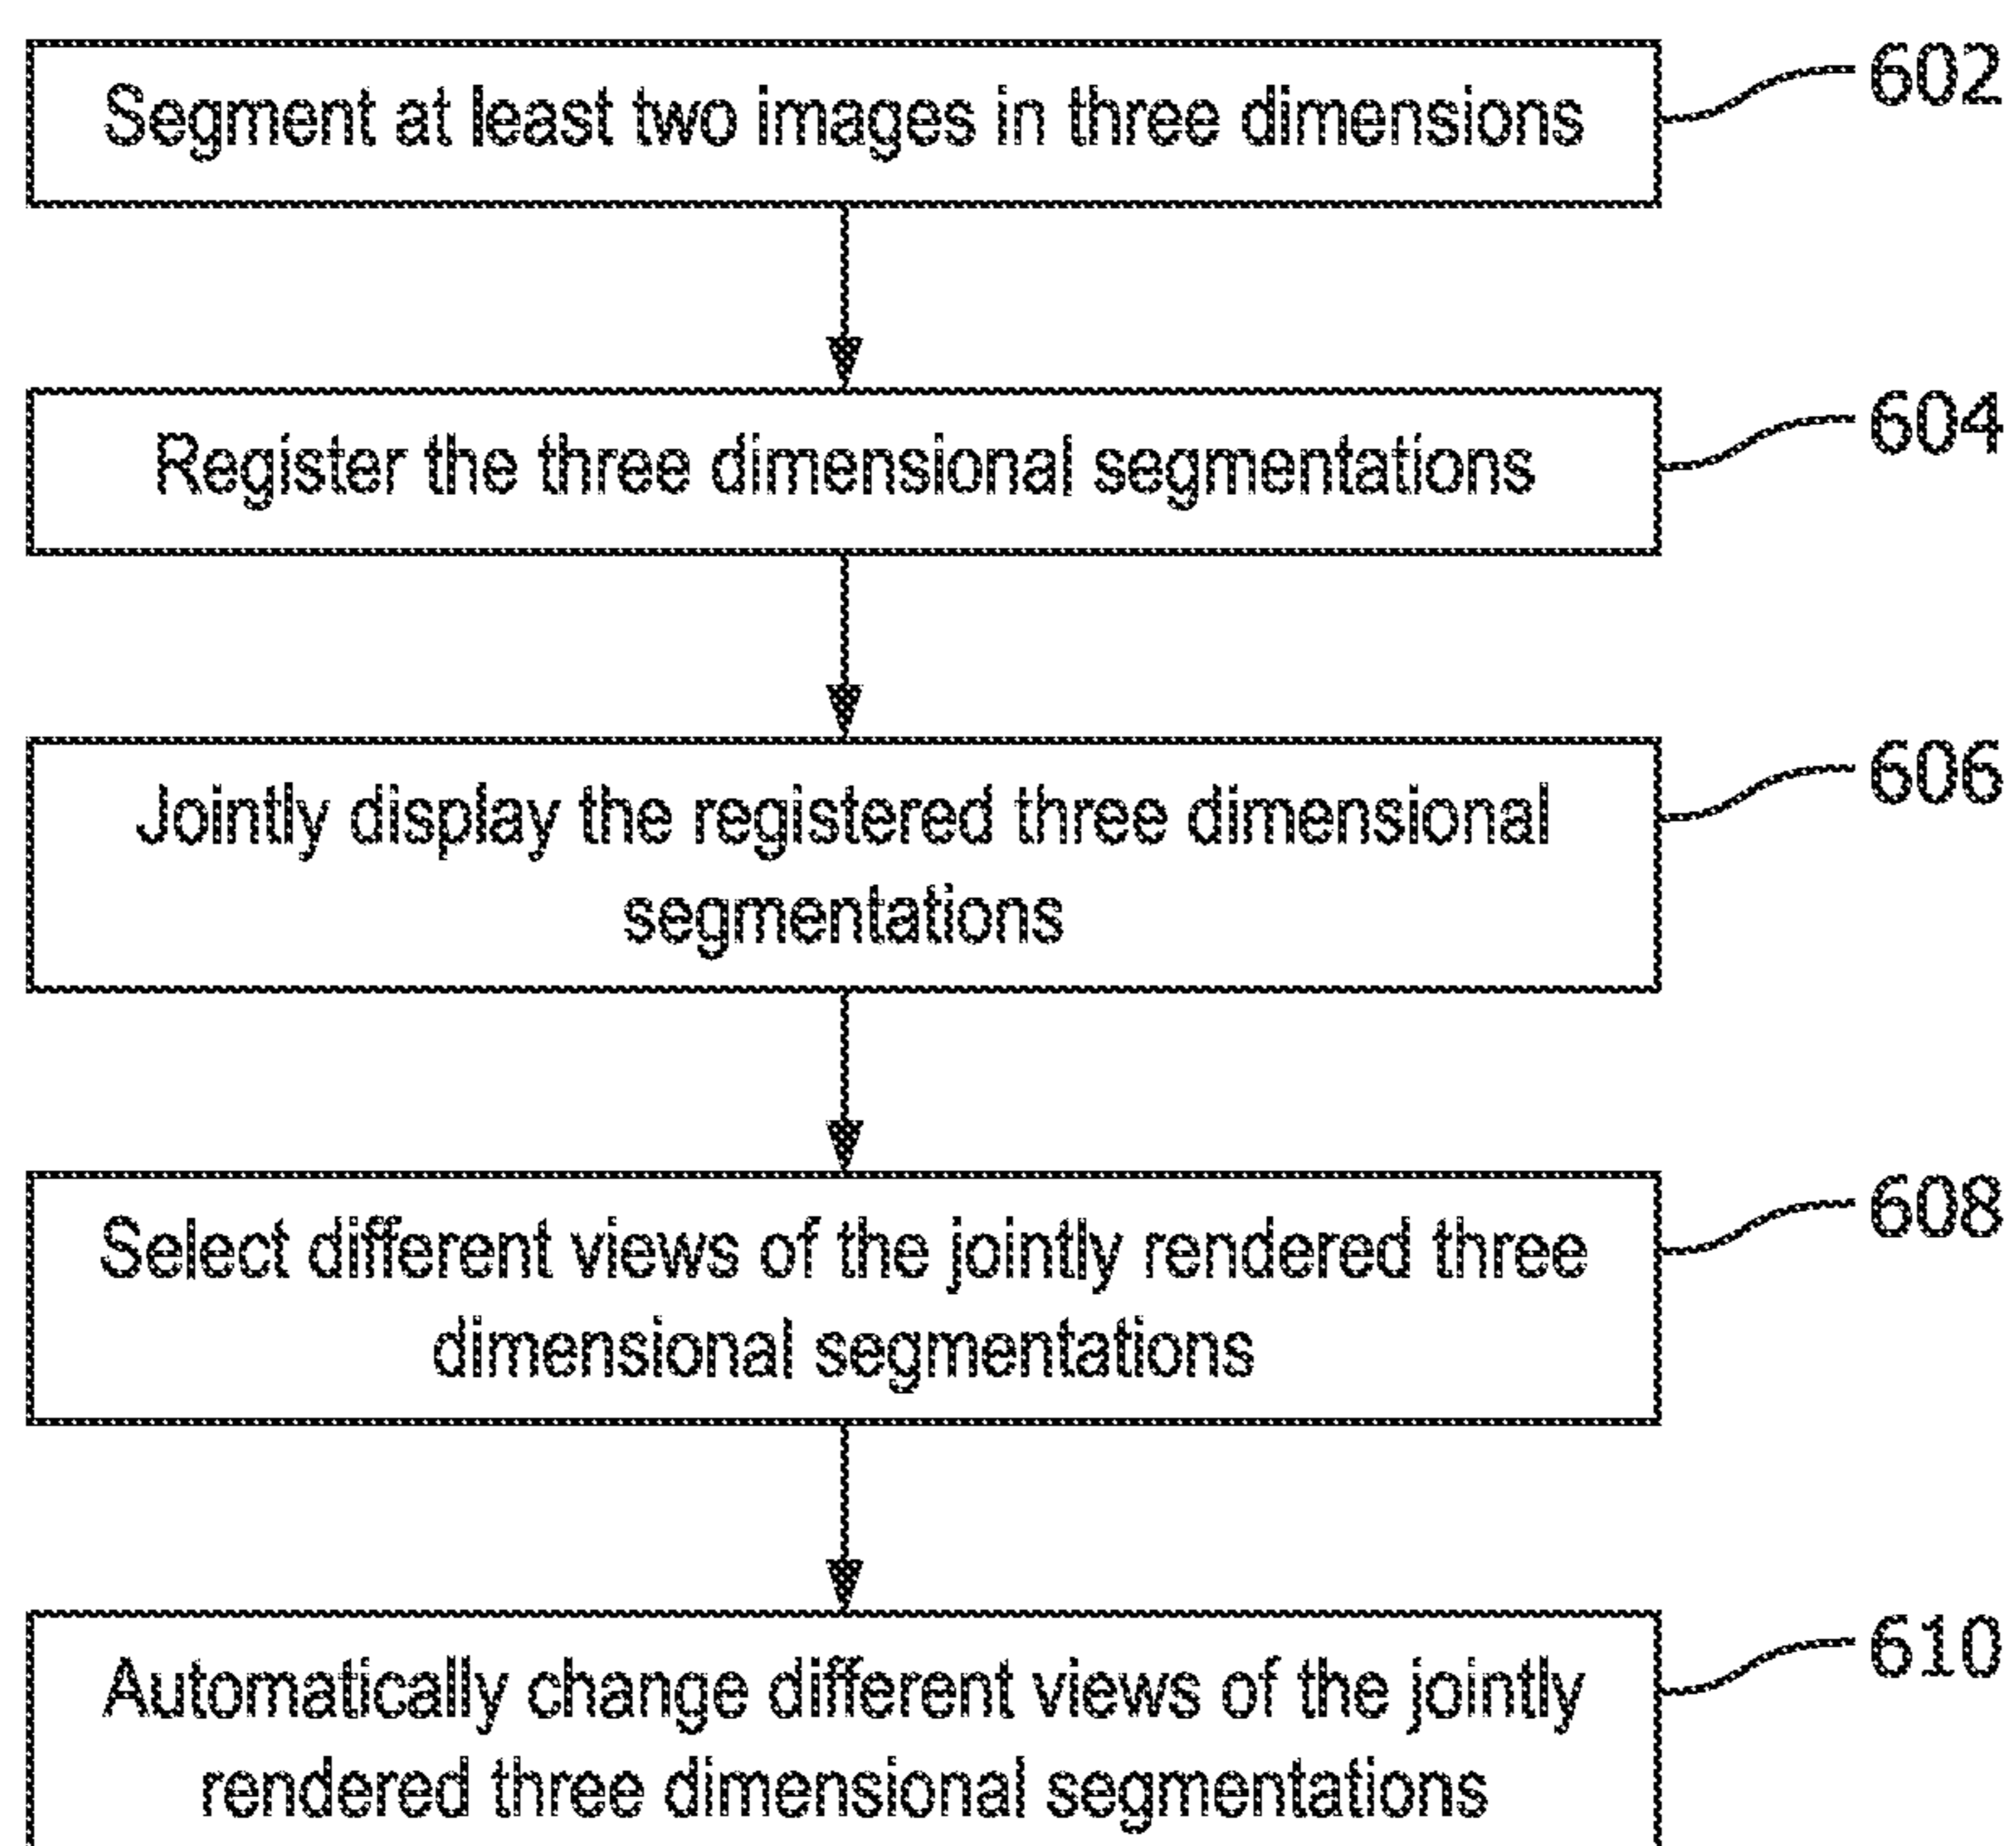 Segment at least two images in three dimensions
602
Register the three dimensional segmentations
604
Jointly display the registered three dimensional
segmentations
606
Select different views of the jointly rendered three
dimensional segmentations
608
Automatically change different views of the jointly
rendered three dimensional segmentations
610